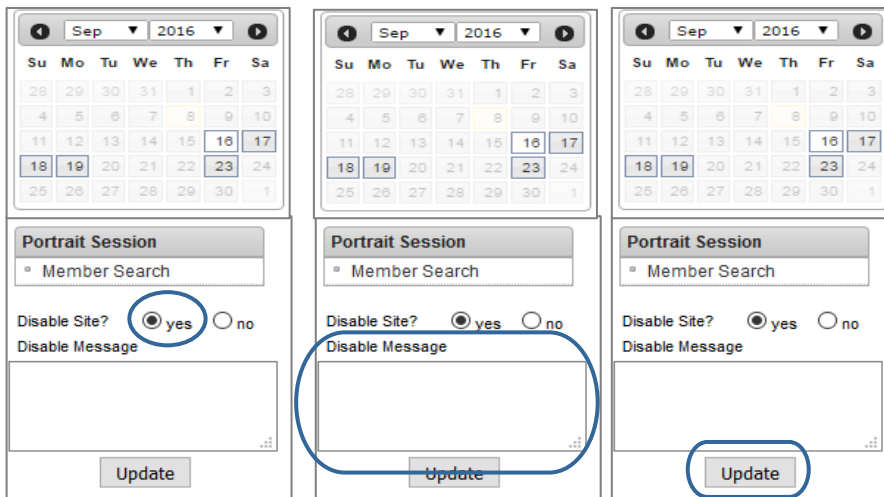 Sep 2016
Su Mo Tu We Th Fr Sa
28 29 30 31 1 2 3
4 5 6 7 8 9 10
11 12 13 14 15 16 17
18 19 20 21 22 23 24
25 26 27 28 29 30 1
Portrait Session
Member Search
Disable Site? yes no
Disable Message
Update
Sep 2016
Su Mo Tu We Th Fr Sa
28 29 30 31 1 2 3
4 5 6 7 8 9 10
11 12 13 14 15 16 17
18 19 20 21 22 23 24
25 26 27 28 29 30 1
Portrait Session
Member Search
Disable Site? yes no
Disable Message
Update
Sep 2016
Su Mo Tu We Th Fr Sa
28 29 30 31 1 2 3
4 5 6 7 8 9 10
11 12 13 14 15 16 17
18 19 20 21 22 23 24
25 26 27 28 29 30 1
Portrait Session
Member Search
Disable Site? yes no
Disable Message
Update